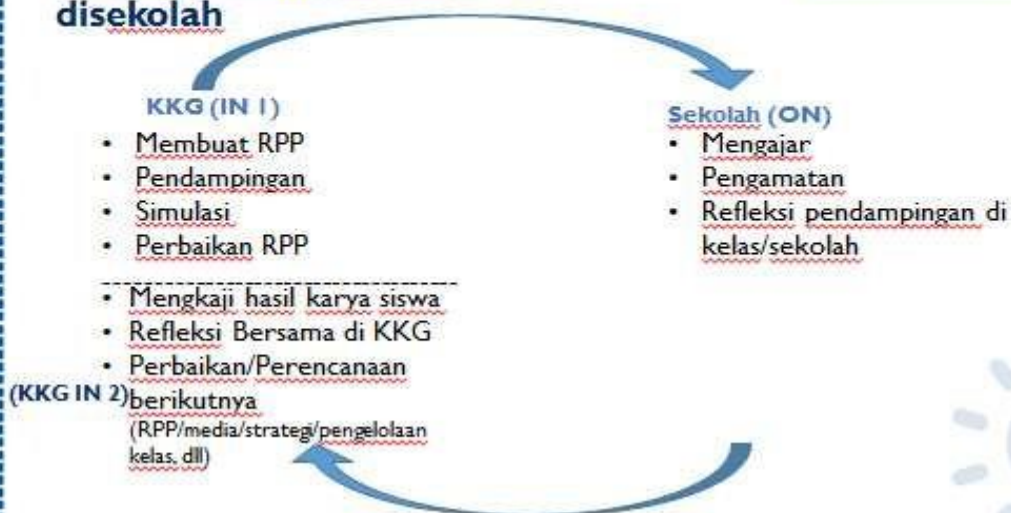 disekolah
KKG (IN 1)
• Membuat RPP
• Pendampingan
• Simulasi
• Perbaikan RPP
• Mengkaji hasil karya siswa
• Refleksi Bersama di KKG
• Perbaikan/Perencanaan
(KKG IN 2) berikutnya
(RPP/media/strategi/pengelolaan
kelas, dll)
Sekolah (ON)
• Mengajar
• Pengamatan
• Refleksi pendampingan di
kelas/sekolah